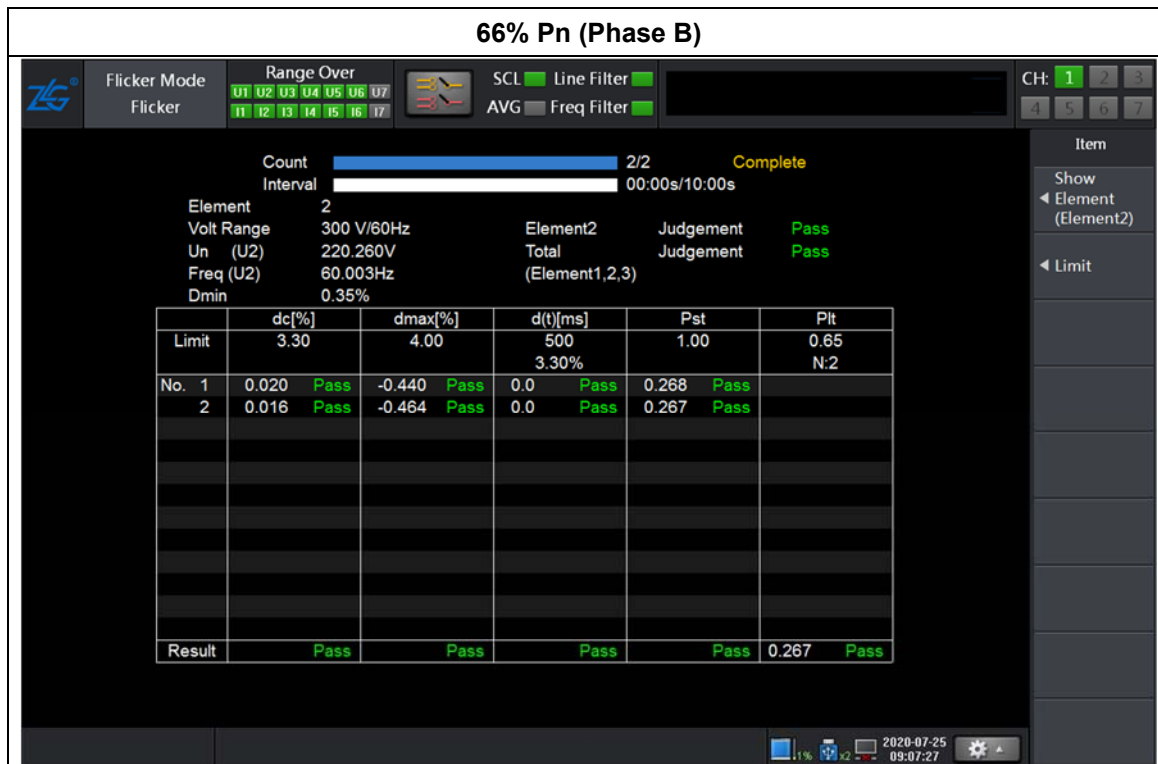 66% Pn (Phase B)
ZLG®
Flicker Mode
Flicker
Range Over
U1 U2 U3 U4 U5 U6 U7
I1 I2 I3 I4 I5 I6 I7
SCL Line Filter
AVG Freq Filter
CH: 1 2 3
4 5 6 7
Item
Show
Element
(Element2)
Limit
Count 2/2 Complete
Interval 00:00s/10:00s
Element 2
Volt Range 300 V/60Hz Element2 Judgement Pass
Un (U2) 220.260V Total Judgement Pass
Freq (U2) 60.003Hz (Element1,2,3)
Dmin 0.35%
dc[%] dmax[%] d(t)[ms] Pst Plt
Limit 3.30 4.00 500 1.00 0.65
3.30% N:2
No. 1 0.020 Pass -0.440 Pass 0.0 Pass 0.268 Pass
2 0.016 Pass -0.464 Pass 0.0 Pass 0.267 Pass
Result Pass Pass Pass Pass 0.267 Pass
1% x2 2020-07-25
09:07:27